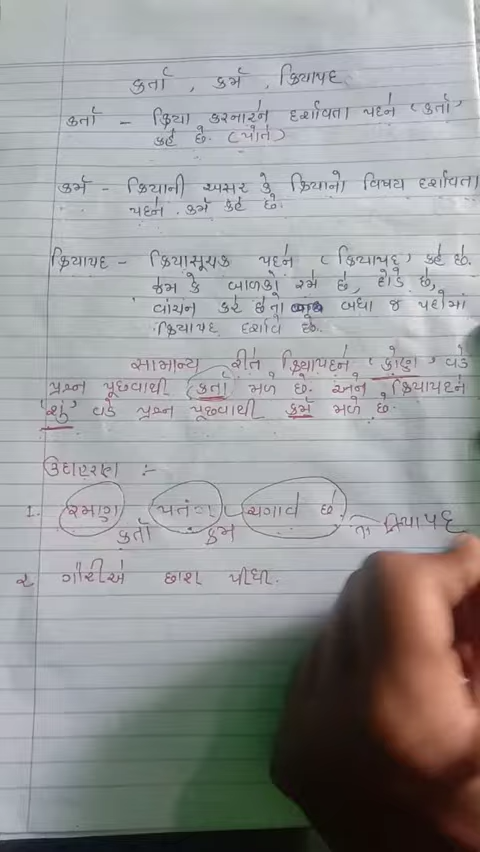 કર્તા , કર્મ , ક્રિયાપદ
કર્તા – ક્રિયા કરનારને દર્શાવતા પદને 'કર્તા'
કહે છે. (પોતે)
કર્મ – ક્રિયાની અસર કે ક્રિયાનો વિષય દર્શાવતા
પદને કર્મ કહે છે.
ક્રિયાપદ – ક્રિયાસૂચક પદને 'ક્રિયાપદ' કહે છે.
જેમ કે બાળકો રમે છે, દોડે છે,
વાંચન કરે છે તો બધા જ પદોમાં
ક્રિયાપદ દર્શાવે છે.
સામાન્ય રીતે ક્રિયાપદને 'કોણ' વડે
પ્રશ્ન પૂછવાથી કર્તા મળે છે. અને ક્રિયાપદને
'શું' વડે પ્રશ્ન પૂછવાથી કર્મ મળે છે.
ઉદાહરણ :-
1. રમણ પતંગ ચગાવે છે
કર્તા કર્મ ક્રિયાપદ
૨ ગૌરીએ છાશ પીધી.